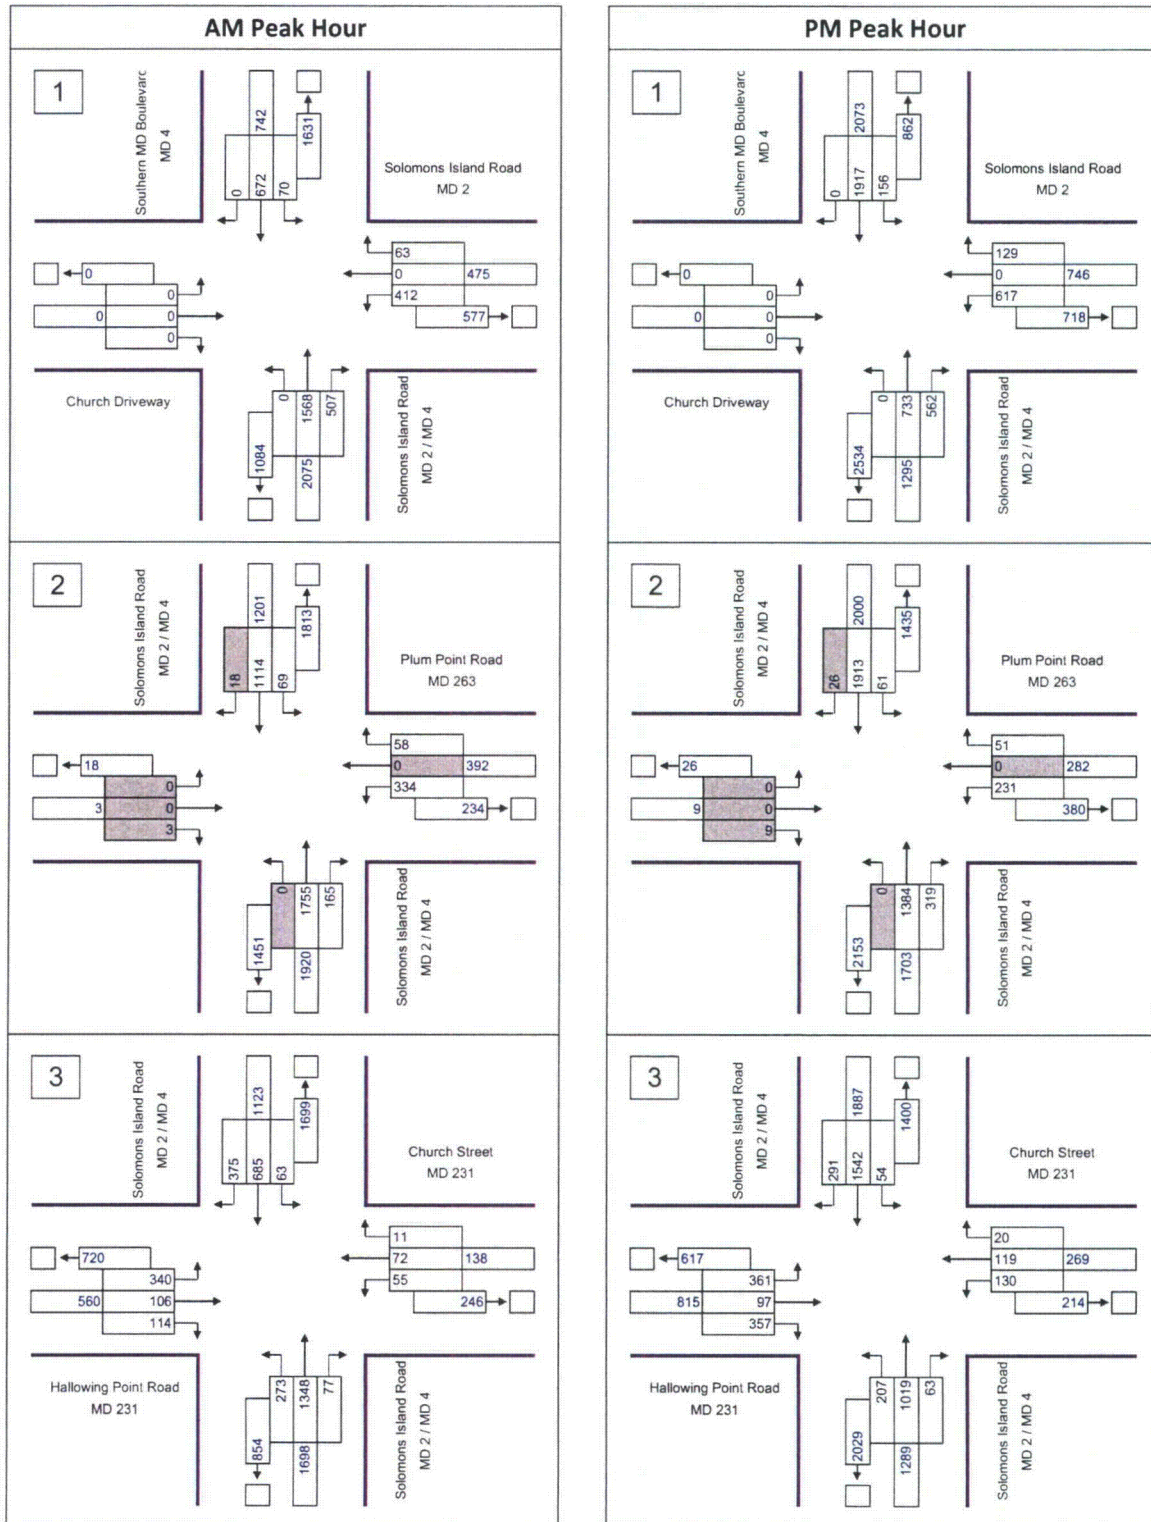 AM Peak Hour
1
Southern MD Boulevard
MD 4
742
1631
0
672
70
Solomons Island Road
MD 2
63
0
475
412
577
0
0
0
0
0
Church Driveway
0
1568
507
1084
2075
Solomons Island Road
MD 2 / MD 4
2
Solomons Island Road
MD 2 / MD 4
1201
1813
18
1114
69
Plum Point Road
MD 263
58
0
392
334
234
18
0
3
0
3
0
1755
165
1451
1920
Solomons Island Road
MD 2 / MD 4
3
Solomons Island Road
MD 2 / MD 4
1123
1699
375
685
63
Church Street
MD 231
11
72
138
55
246
720
340
560
106
114
Hallowing Point Road
MD 231
273
1348
77
854
1698
Solomons Island Road
MD 2 / MD 4
PM Peak Hour
1
Southern MD Boulevard
MD 4
2073
862
0
1917
156
Solomons Island Road
MD 2
129
0
746
617
718
0
0
0
0
0
Church Driveway
0
733
562
2534
1295
Solomons Island Road
MD 2 / MD 4
2
Solomons Island Road
MD 2 / MD 4
2000
1435
26
1913
61
Plum Point Road
MD 263
51
0
282
231
380
26
0
9
0
9
0
1384
319
2153
1703
Solomons Island Road
MD 2 / MD 4
3
Solomons Island Road
MD 2 / MD 4
1887
1400
291
1542
54
Church Street
MD 231
20
119
269
130
214
617
361
815
97
357
Hallowing Point Road
MD 231
207
1019
63
2029
1289
Solomons Island Road
MD 2 / MD 4